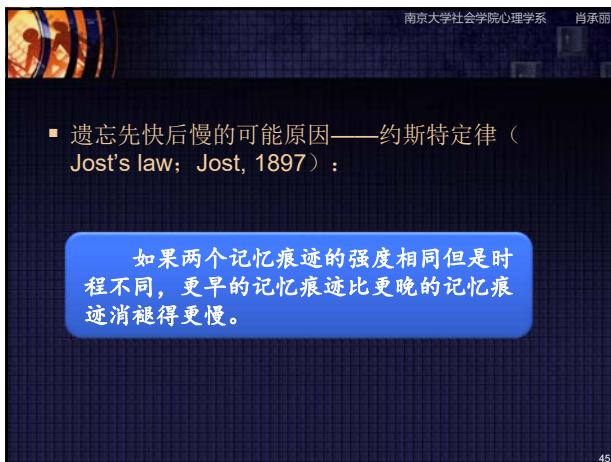 南京大学社会学院心理学系 肖承丽
▪ 遗忘先快后慢的可能原因——约斯特定律（
Jost's law；Jost, 1897）：
如果两个记忆痕迹的强度相同但是时
程不同，更早的记忆痕迹比更晚的记忆痕
迹消褪得更慢。
45